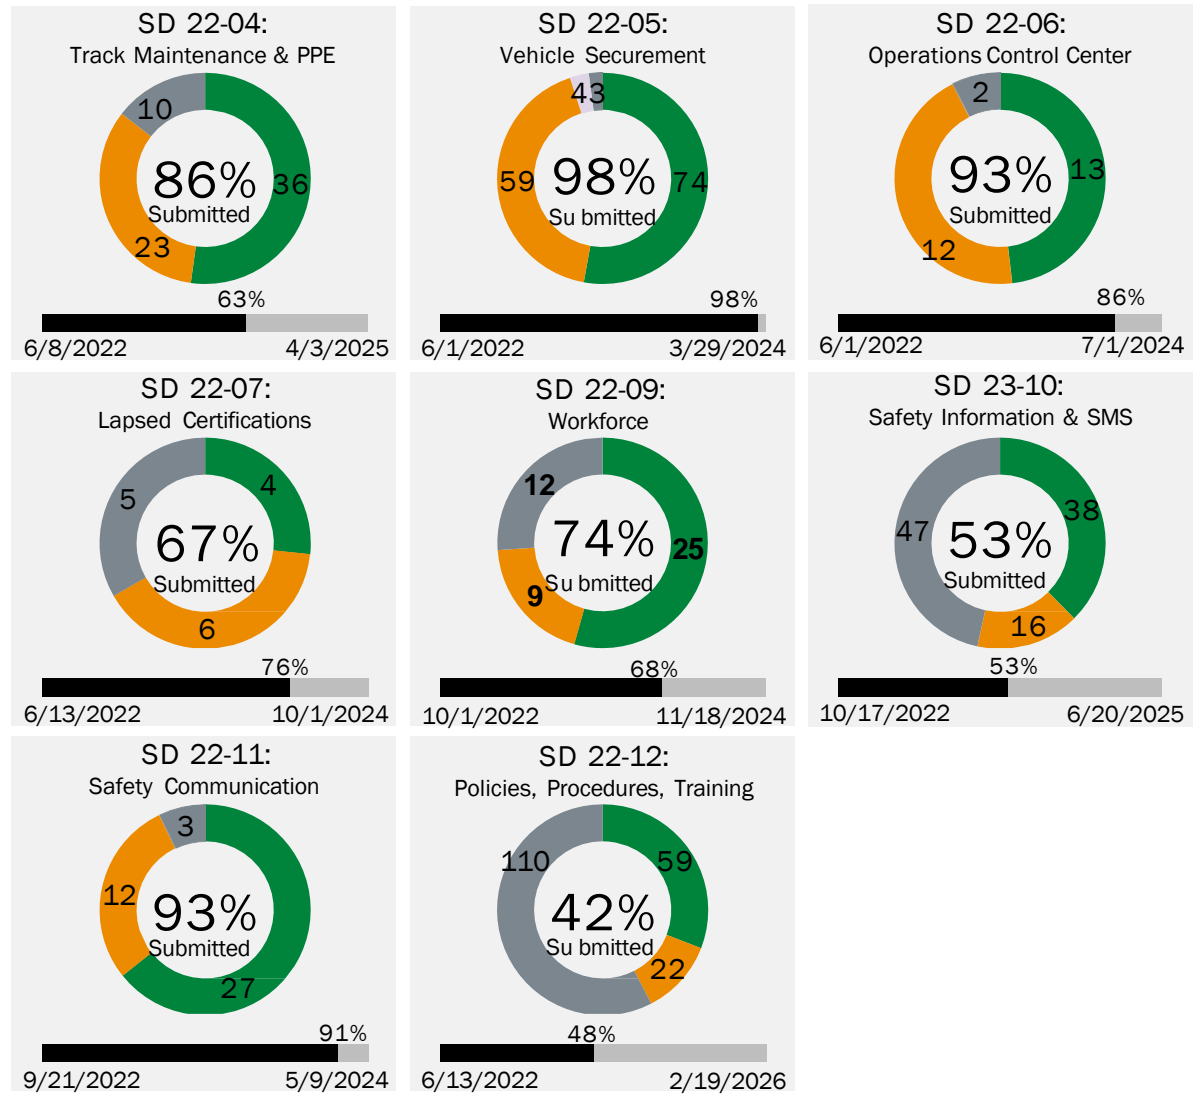 SD 22-04:
Track Maintenance & PPE
10
36
23
86%
Submitted
63%
6/8/2022 4/3/2025
SD 22-05:
Vehicle Securement
4 3
59
74
98%
Su bmitted
98%
6/1/2022 3/29/2024
SD 22-06:
Operations Control Center
2
13
12
93%
Submitted
86%
6/1/2022 7/1/2024
SD 22-07:
Lapsed Certifications
5
4
6
67%
Submitted
76%
6/13/2022 10/1/2024
SD 22-09:
Workforce
12
25
9
74%
Su bmitted
68%
10/1/2022 11/18/2024
SD 23-10:
Safety Information & SMS
47
38
16
53%
Submitted
53%
10/17/2022 6/20/2025
SD 22-11:
Safety Communication
3
12
27
93%
Submitted
91%
9/21/2022 5/9/2024
SD 22-12:
Policies, Procedures, Training
110
59
22
42%
Su bmitted
48%
6/13/2022 2/19/2026